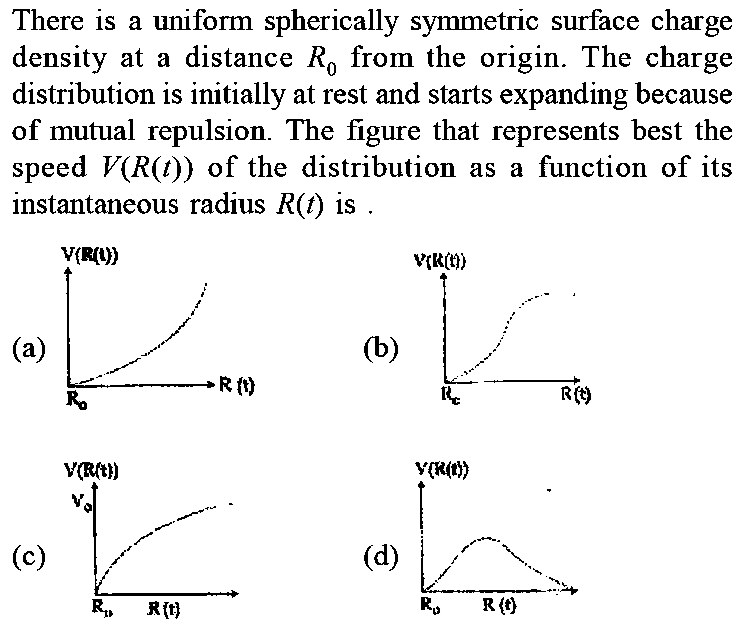 There is a uniform spherically symmetric surface charge
density at a distance R₀ from the origin. The charge
distribution is initially at rest and starts expanding because
of mutual repulsion. The figure that represents best the
speed V(R(t)) of the distribution as a function of its
instantaneous radius R(t) is .
V(R(t))
V(R(t))
(a)
(b)
R₀
R (t)
R(t)
V(R(t))
V(R(t))
V₀
(c)
(d)
R₀
R(t)
R₀
R (t)